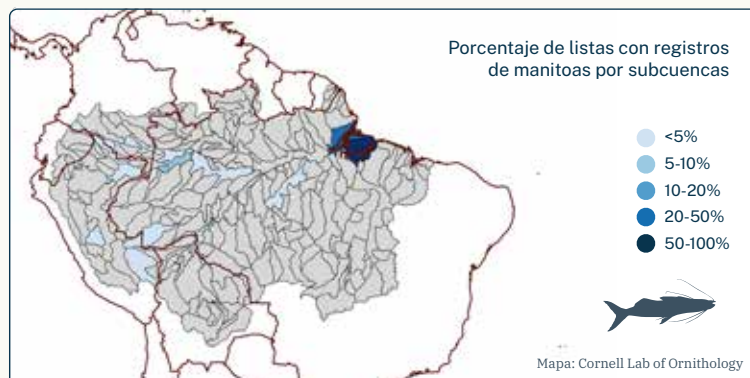 Porcentaje de listas con registros
de manitoas por subcuencas
<5%
5-10%
10-20%
20-50%
50-100%
Mapa: Cornell Lab of Ornithology